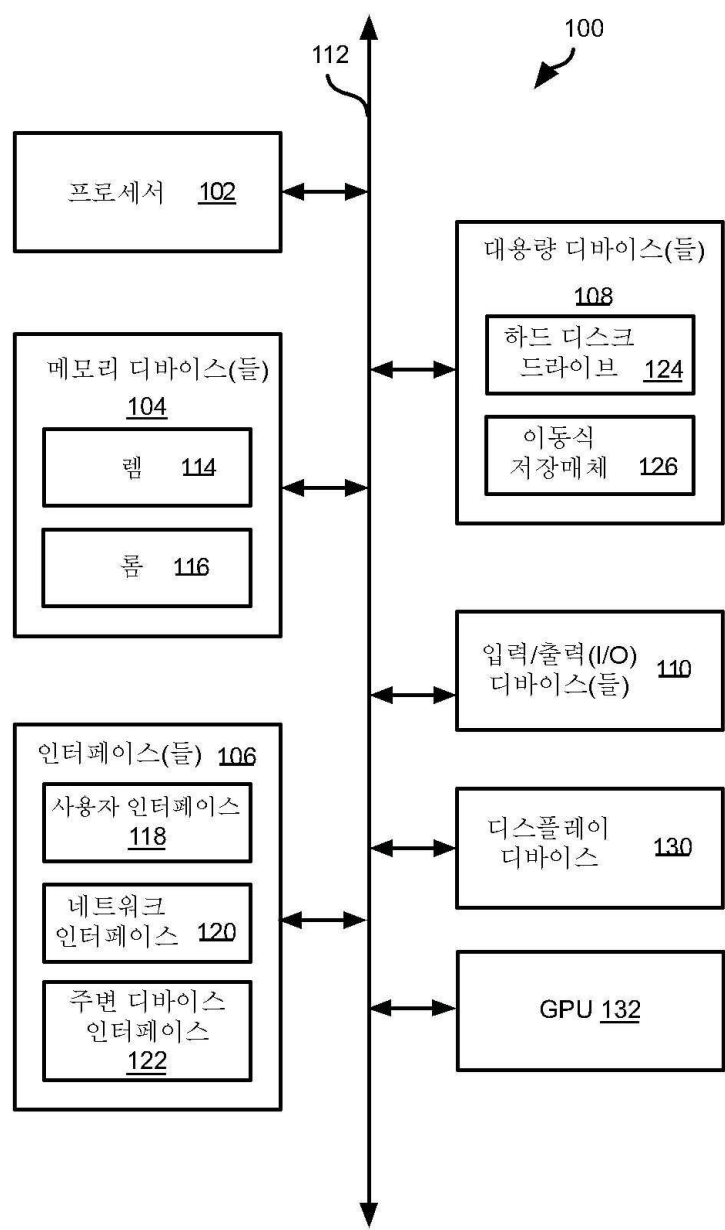 100
112
프로세서 102
메모리 디바이스(들)
104
렘 114
롬 116
인터페이스(들) 106
사용자 인터페이스
118
네트워크
인터페이스 120
주변 디바이스
인터페이스
122
대용량 디바이스(들)
108
하드 디스크
드라이브 124
이동식
저장매체 126
입력/출력(I/O) 110
디바이스(들)
디스플레이 130
디바이스
GPU 132